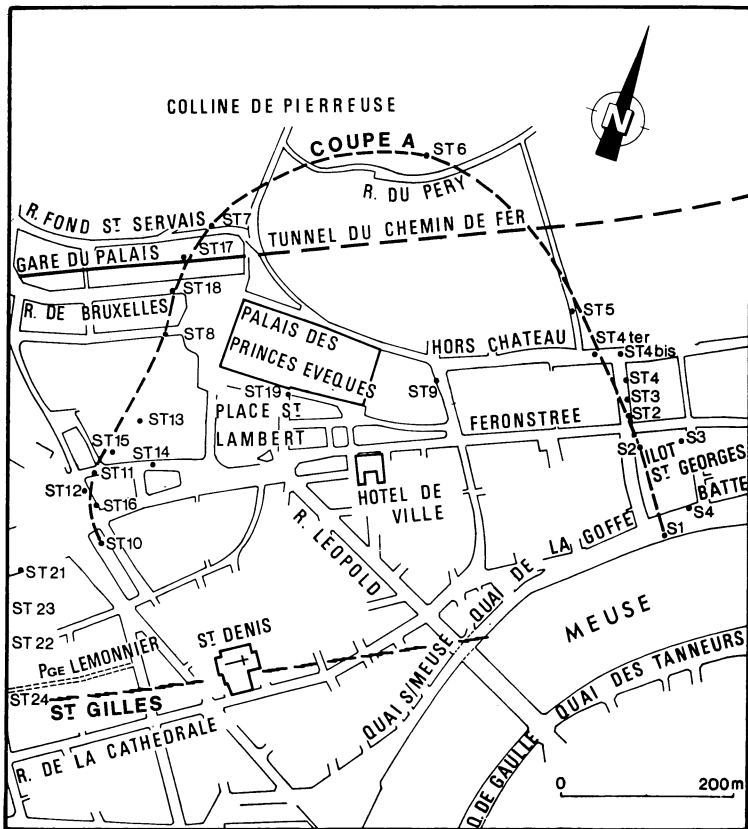 COLLINE DE PIERREUSE
N
COUPE A
ST6
R. DU PERY
R. FOND ST SERVAIS
ST7
TUNNEL DU CHEMIN DE FER
GARE DU PALAIS
ST17
ST18
R. DE BRUXELLES
ST5
ST8
PALAIS DES
PRINCES EVEQUES
HORS CHATEAU
ST4 ter
ST4 bis
ST9
ST4
ST19
ST3
PLACE ST
LAMBERT
ST2
ST13
FERONSTREE
ST15
ST14
S2
S3
ILOT
ST GEORGES
ST11
ST12
HOTEL DE
VILLE
BATTE
ST16
S4
S1
ST10
R. LEOPOLD
QUAI DE LA GOFFE
ST21
ST23
ST22
MEUSE
ST DENIS
PGE LEMONNIER
QUAI S/MEUSE
QUAI DES TANNEURS
ST24
ST GILLES
R. DE LA CATHEDRALE
Q. DE GAULLE
0 200m